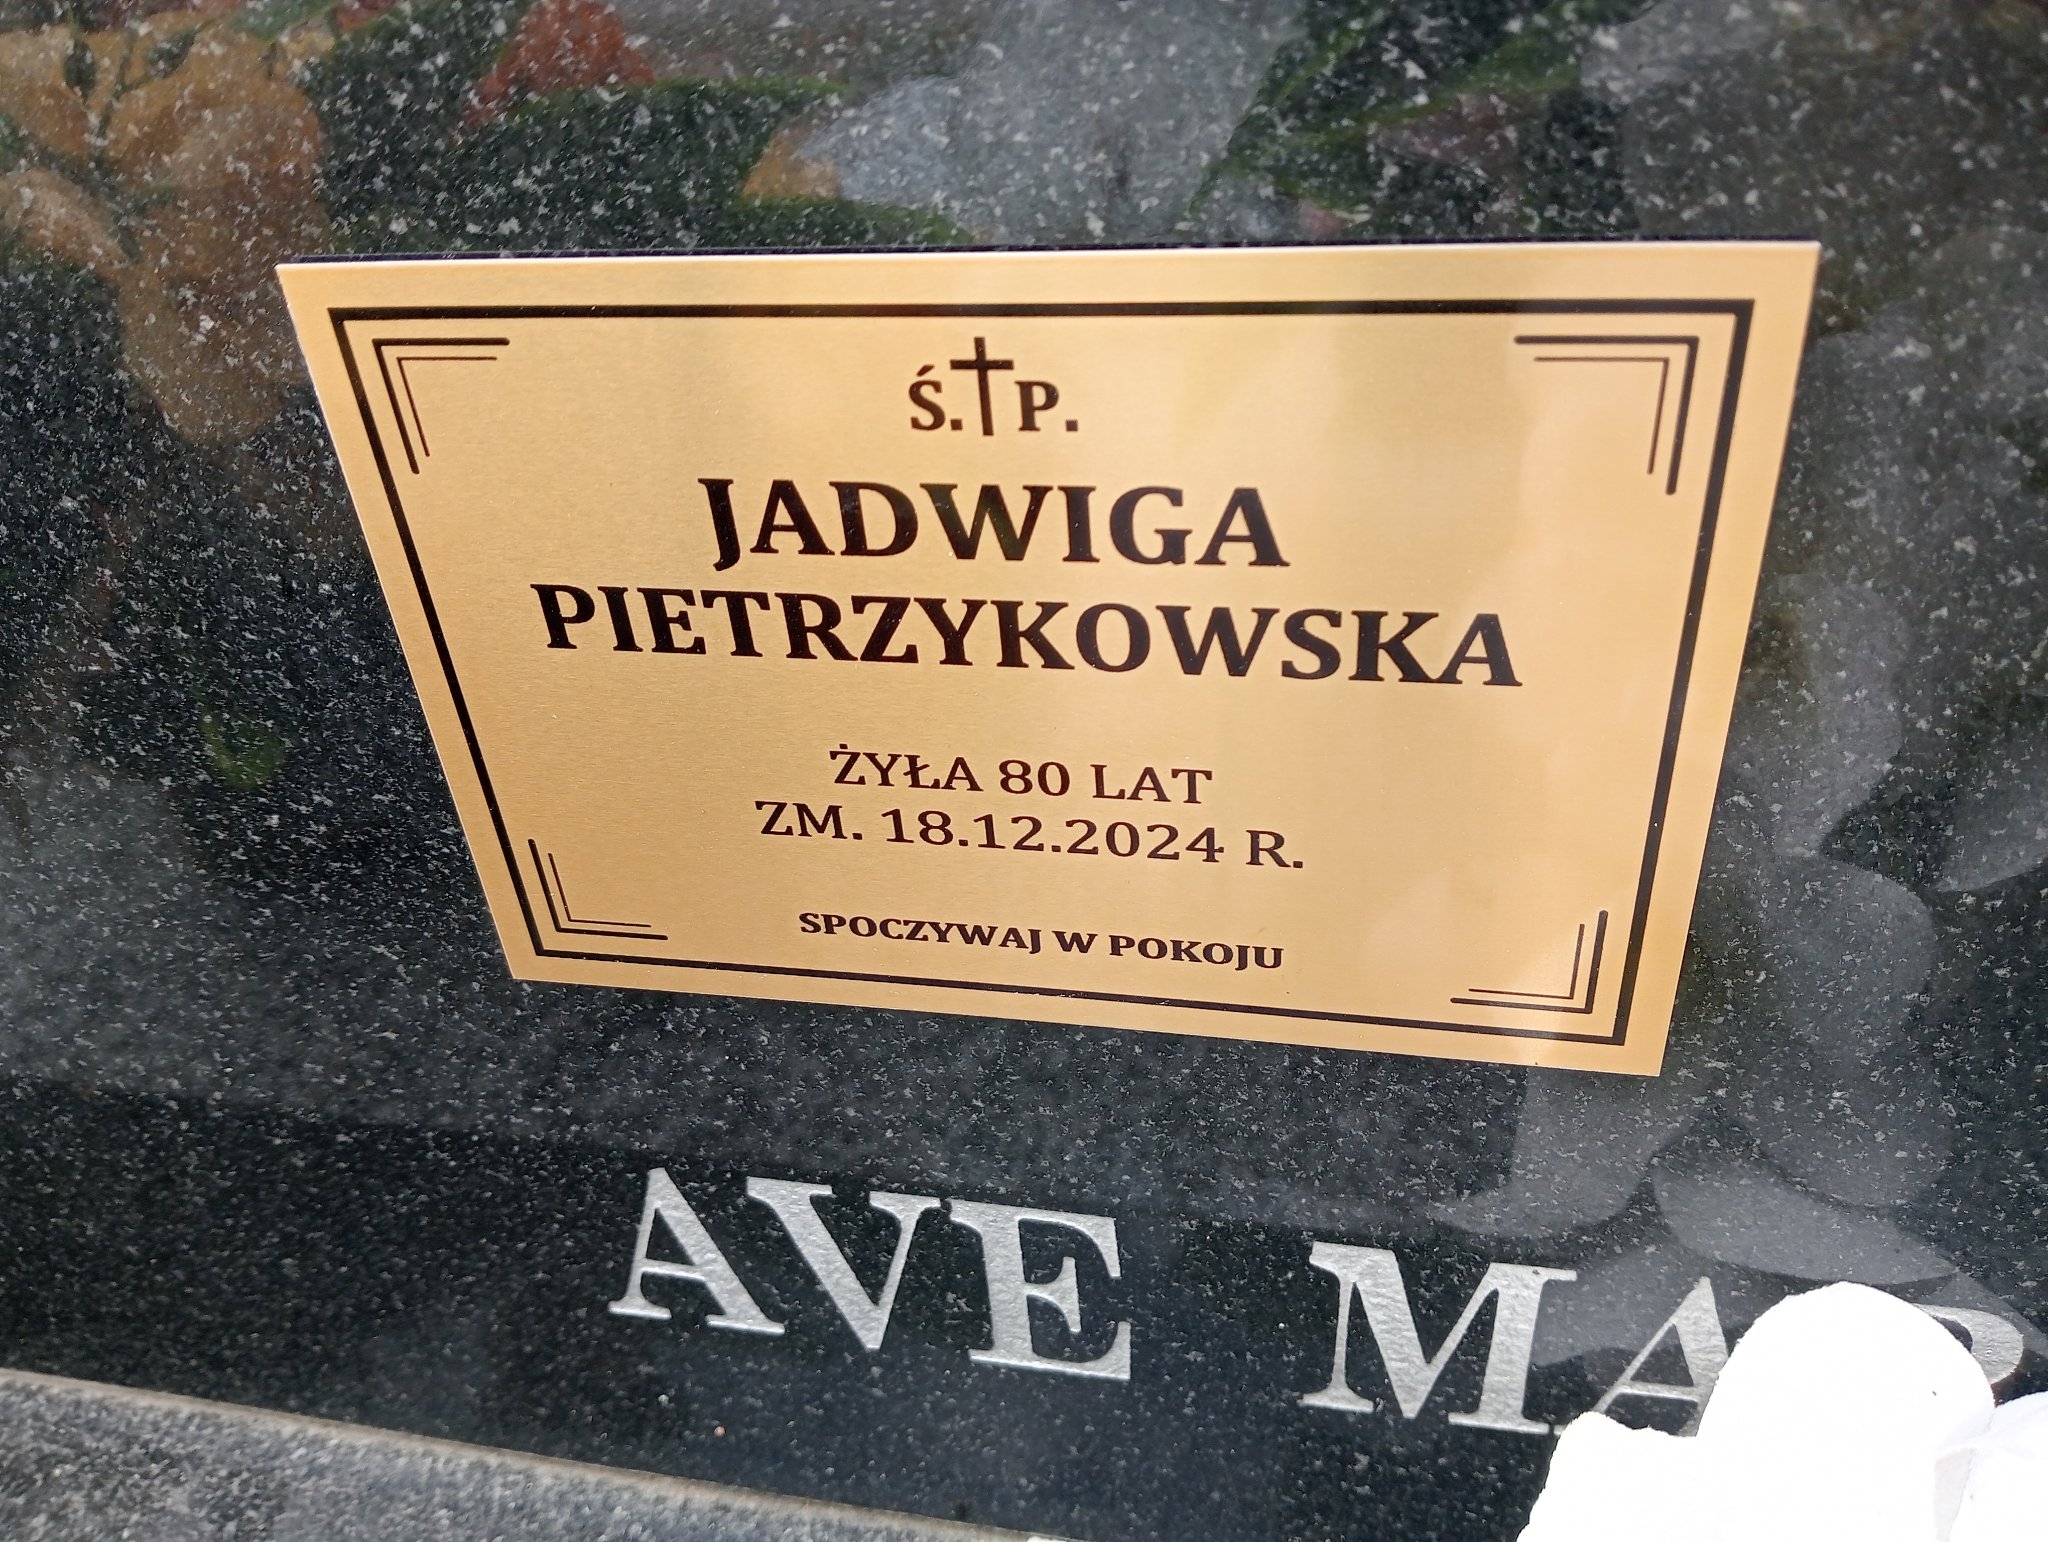 Ś.†P.
JADWIGA
PIETRZYKOWSKA
ŻYŁA 80 LAT
ZM. 18.12.2024 R.
SPOCZYWAJ W POKOJU
AVE